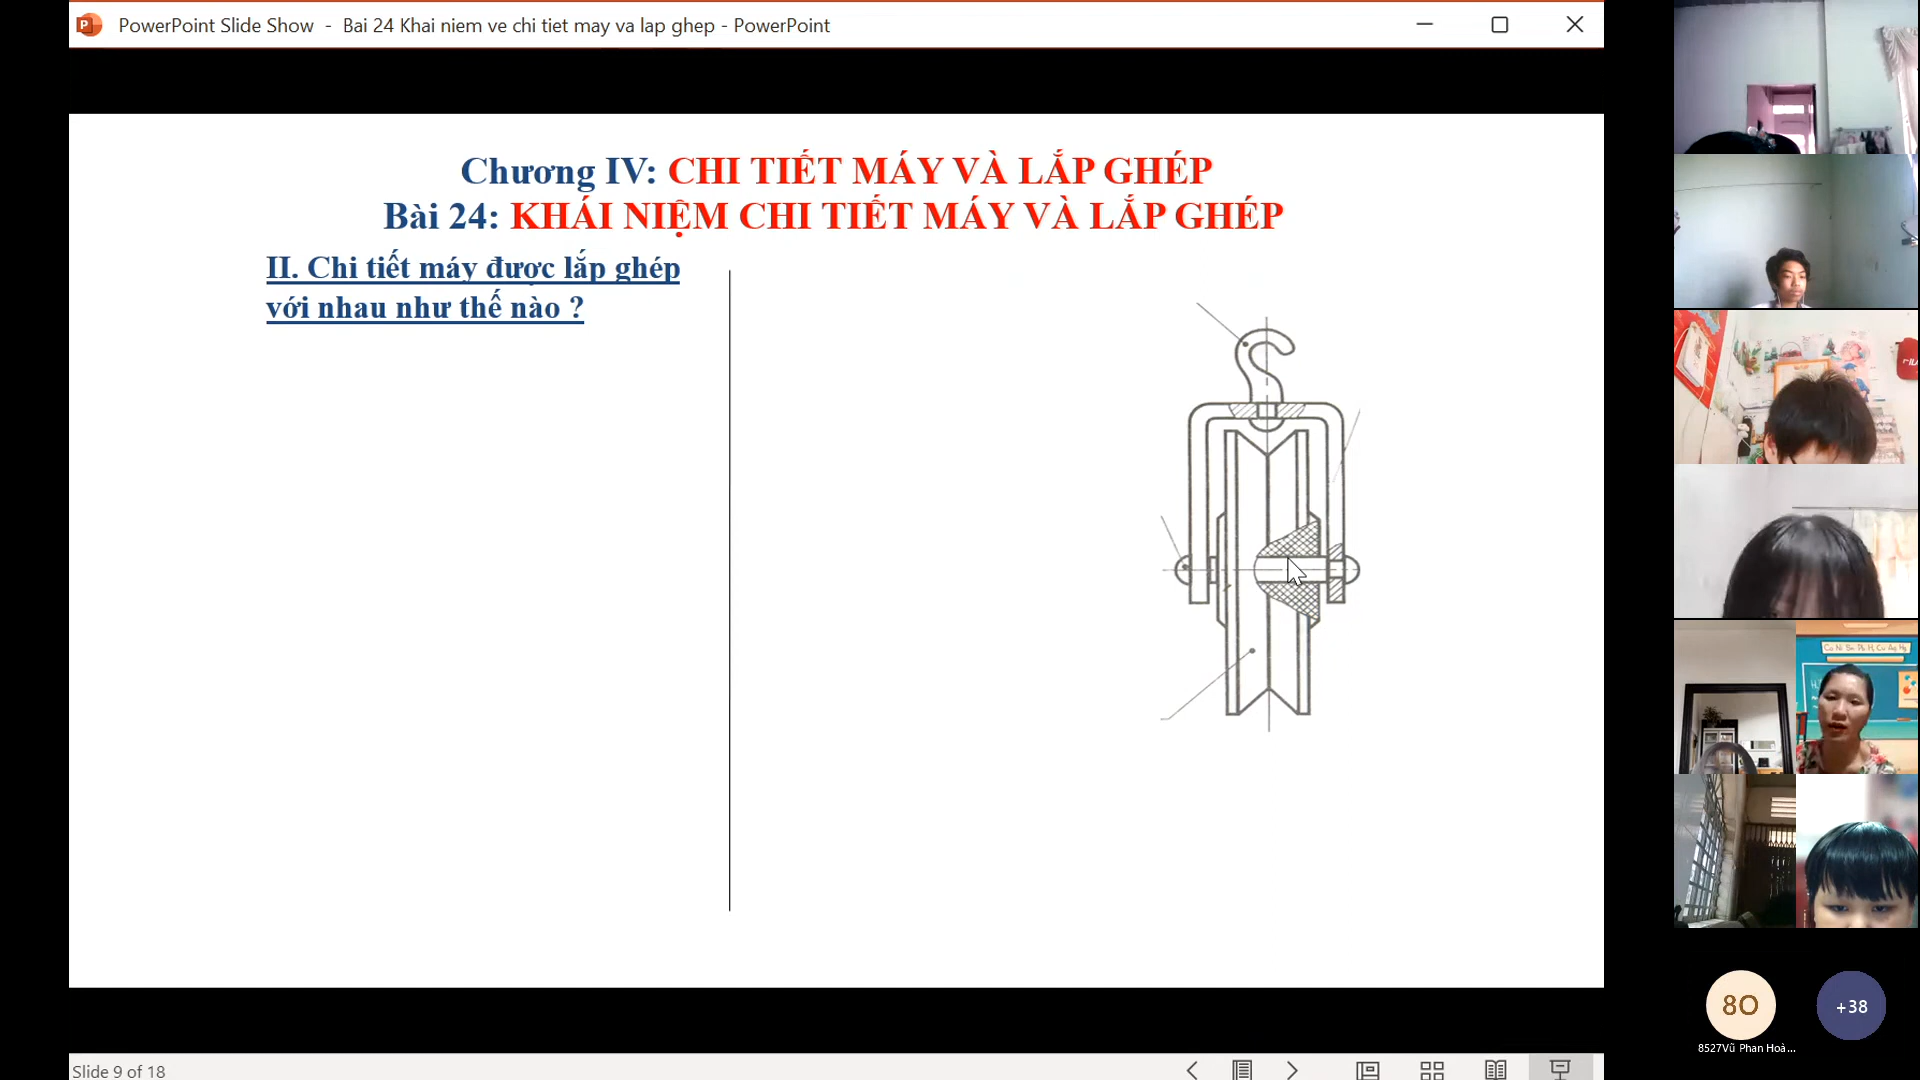 PowerPoint Slide Show - Bai 24 Khai niem ve chi tiet may va lap ghep - PowerPoint
Chương IV: CHI TIẾT MÁY VÀ LẮP GHÉP
Bài 24: KHÁI NIỆM CHI TIẾT MÁY VÀ LẮP GHÉP
II. Chi tiết máy được lắp ghép
với nhau như thế nào ?
Slide 9 of 18
8O
+38
8527Vũ Phan Hoà...